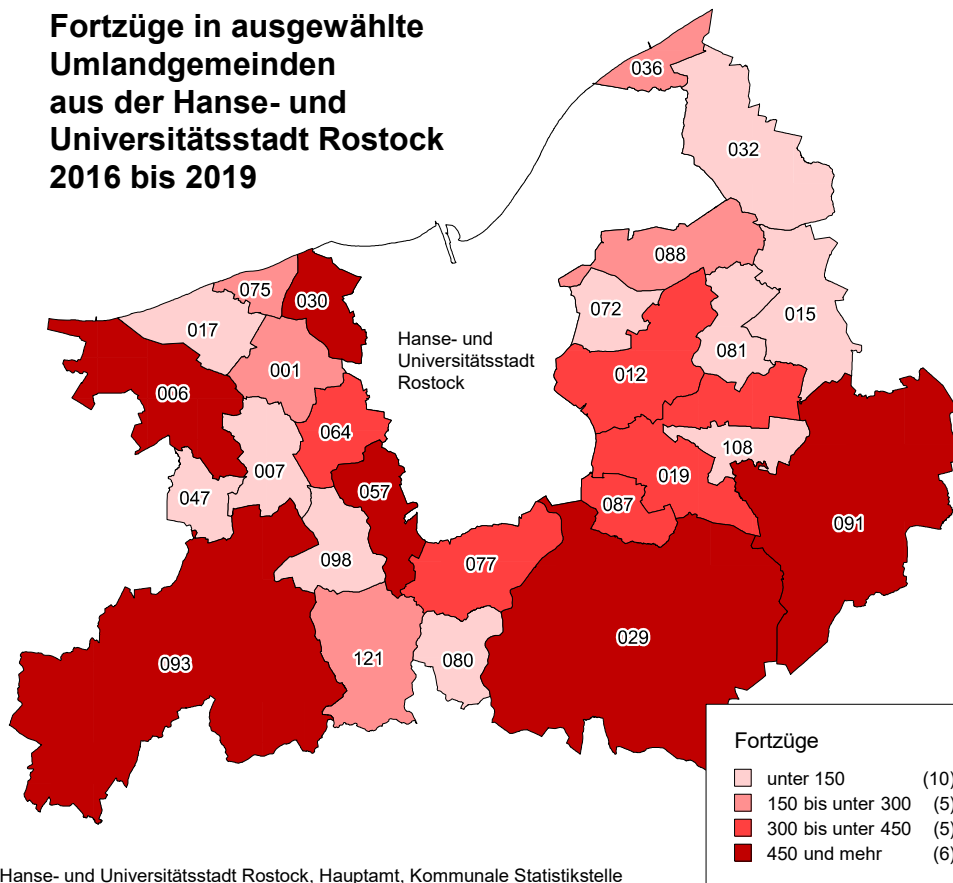 Fortzüge in ausgewählte
Umlandgemeinden
aus der Hanse- und
Universitätsstadt Rostock
2016 bis 2019
036
032
088
075
030
072
015
017
081
Hanse- und
Universitätsstadt
Rostock
001
012
006
064
108
007
019
057
047
087
091
098
077
029
093
121
080
Fortzüge
unter 150 (10)
150 bis unter 300 (5)
300 bis unter 450 (5)
450 und mehr (6)
Hanse- und Universitätsstadt Rostock, Hauptamt, Kommunale Statistikstelle